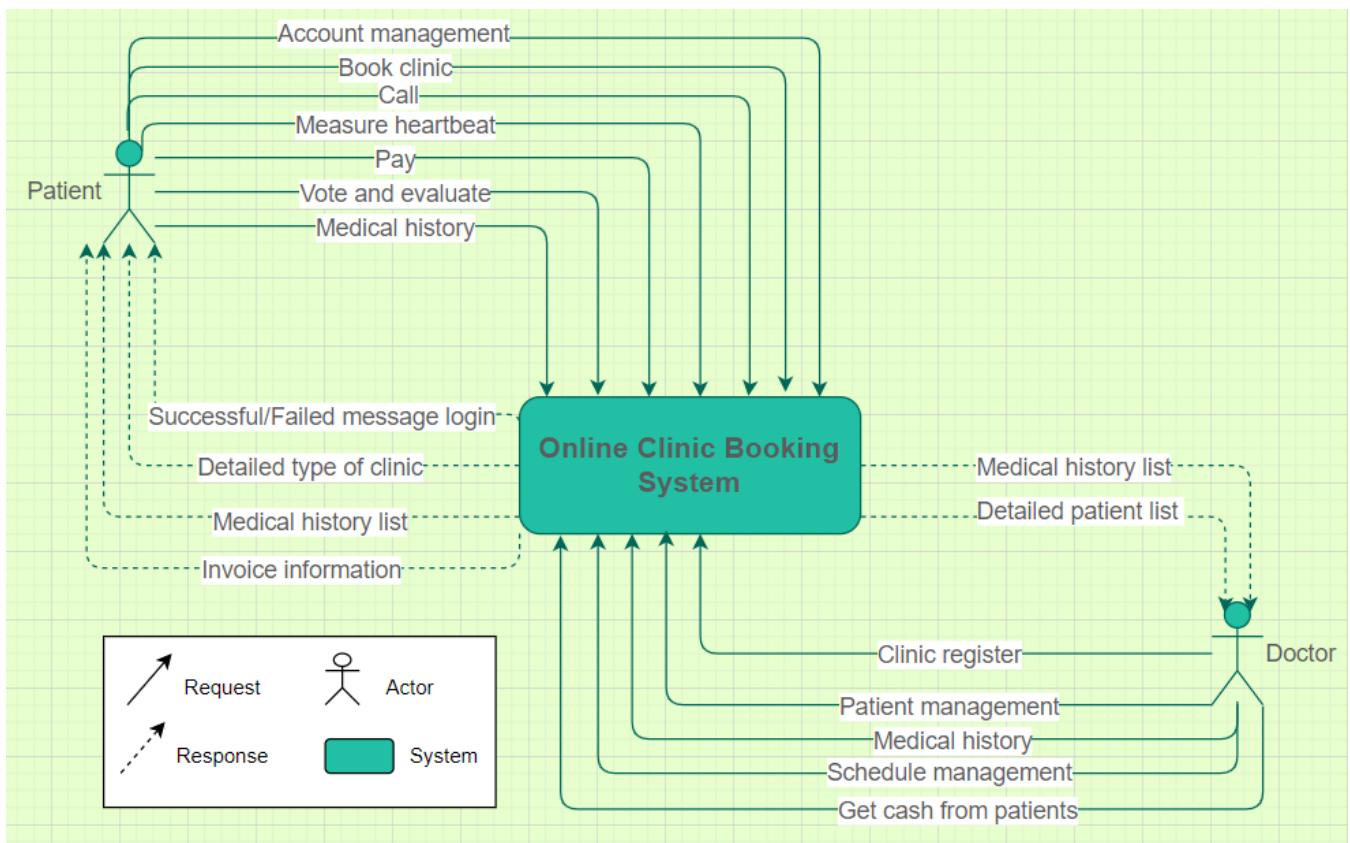 Account management
Book clinic
Call
Measure heartbeat
Pay
Patient
Vote and evaluate
Medical history
Successful/Failed message login
Online Clinic Booking
System
Detailed type of clinic
Medical history list
Medical history list
Detailed patient list
Invoice information
Clinic register
Doctor
Patient management
Medical history
Schedule management
Get cash from patients
Request
Actor
Response
System